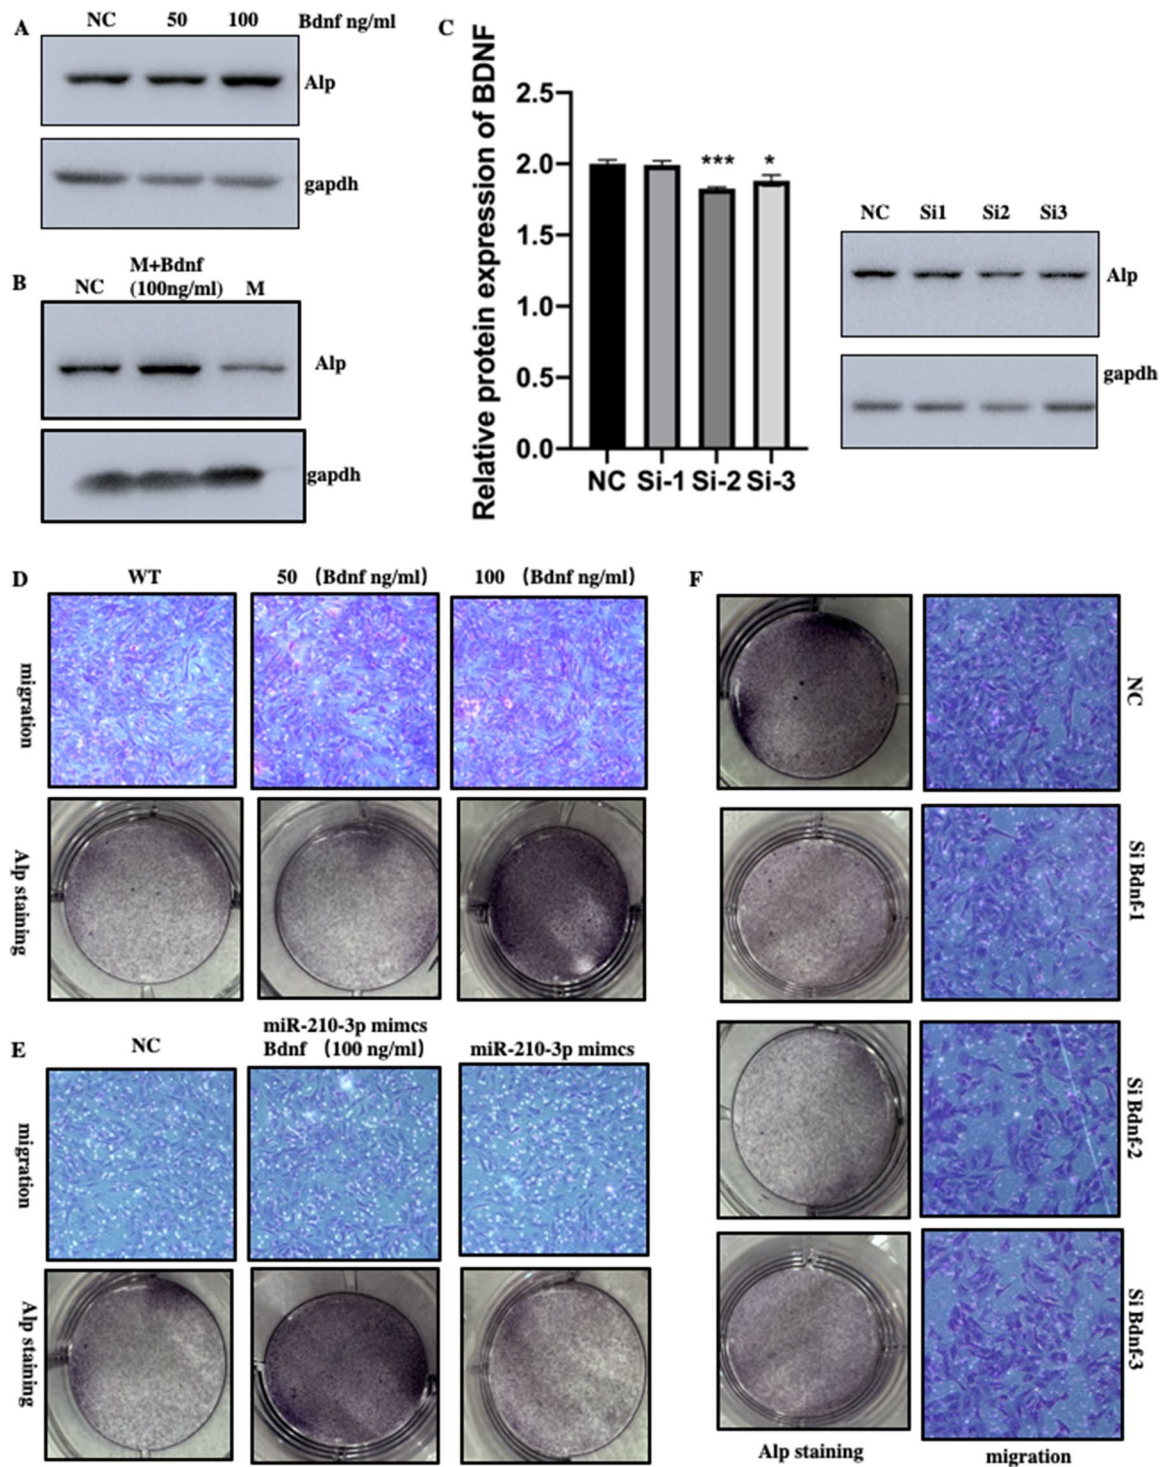 A
NC 50 100 Bdnf ng/ml
Alp
gapdh
B
NC M+Bdnf (100ng/ml) M
Alp
gapdh
C
Relative protein expression of BDNF
2.5
2.0
1.5
1.0
0.5
0.0
*** *
NC Si-1 Si-2 Si-3
NC Si1 Si2 Si3
Alp
gapdh
D
WT 50 (Bdnf ng/ml) 100 (Bdnf ng/ml)
migration
Alp staining
E
NC
miR-210-3p mimcs
Bdnf (100 ng/ml)
miR-210-3p mimcs
migration
Alp staining
F
NC
Si Bdnf-1
Si Bdnf-2
Si Bdnf-3
Alp staining migration